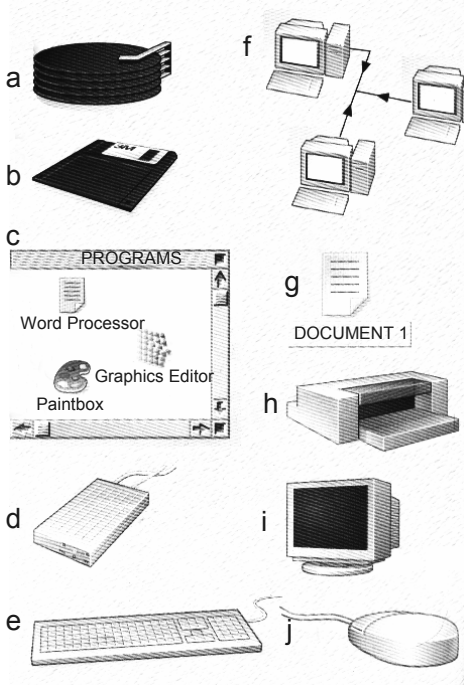 a
b
c
PROGRAMS
Word Processor
Graphics Editor
Paintbox
d
e
f
g
DOCUMENT 1
h
i
j
3M